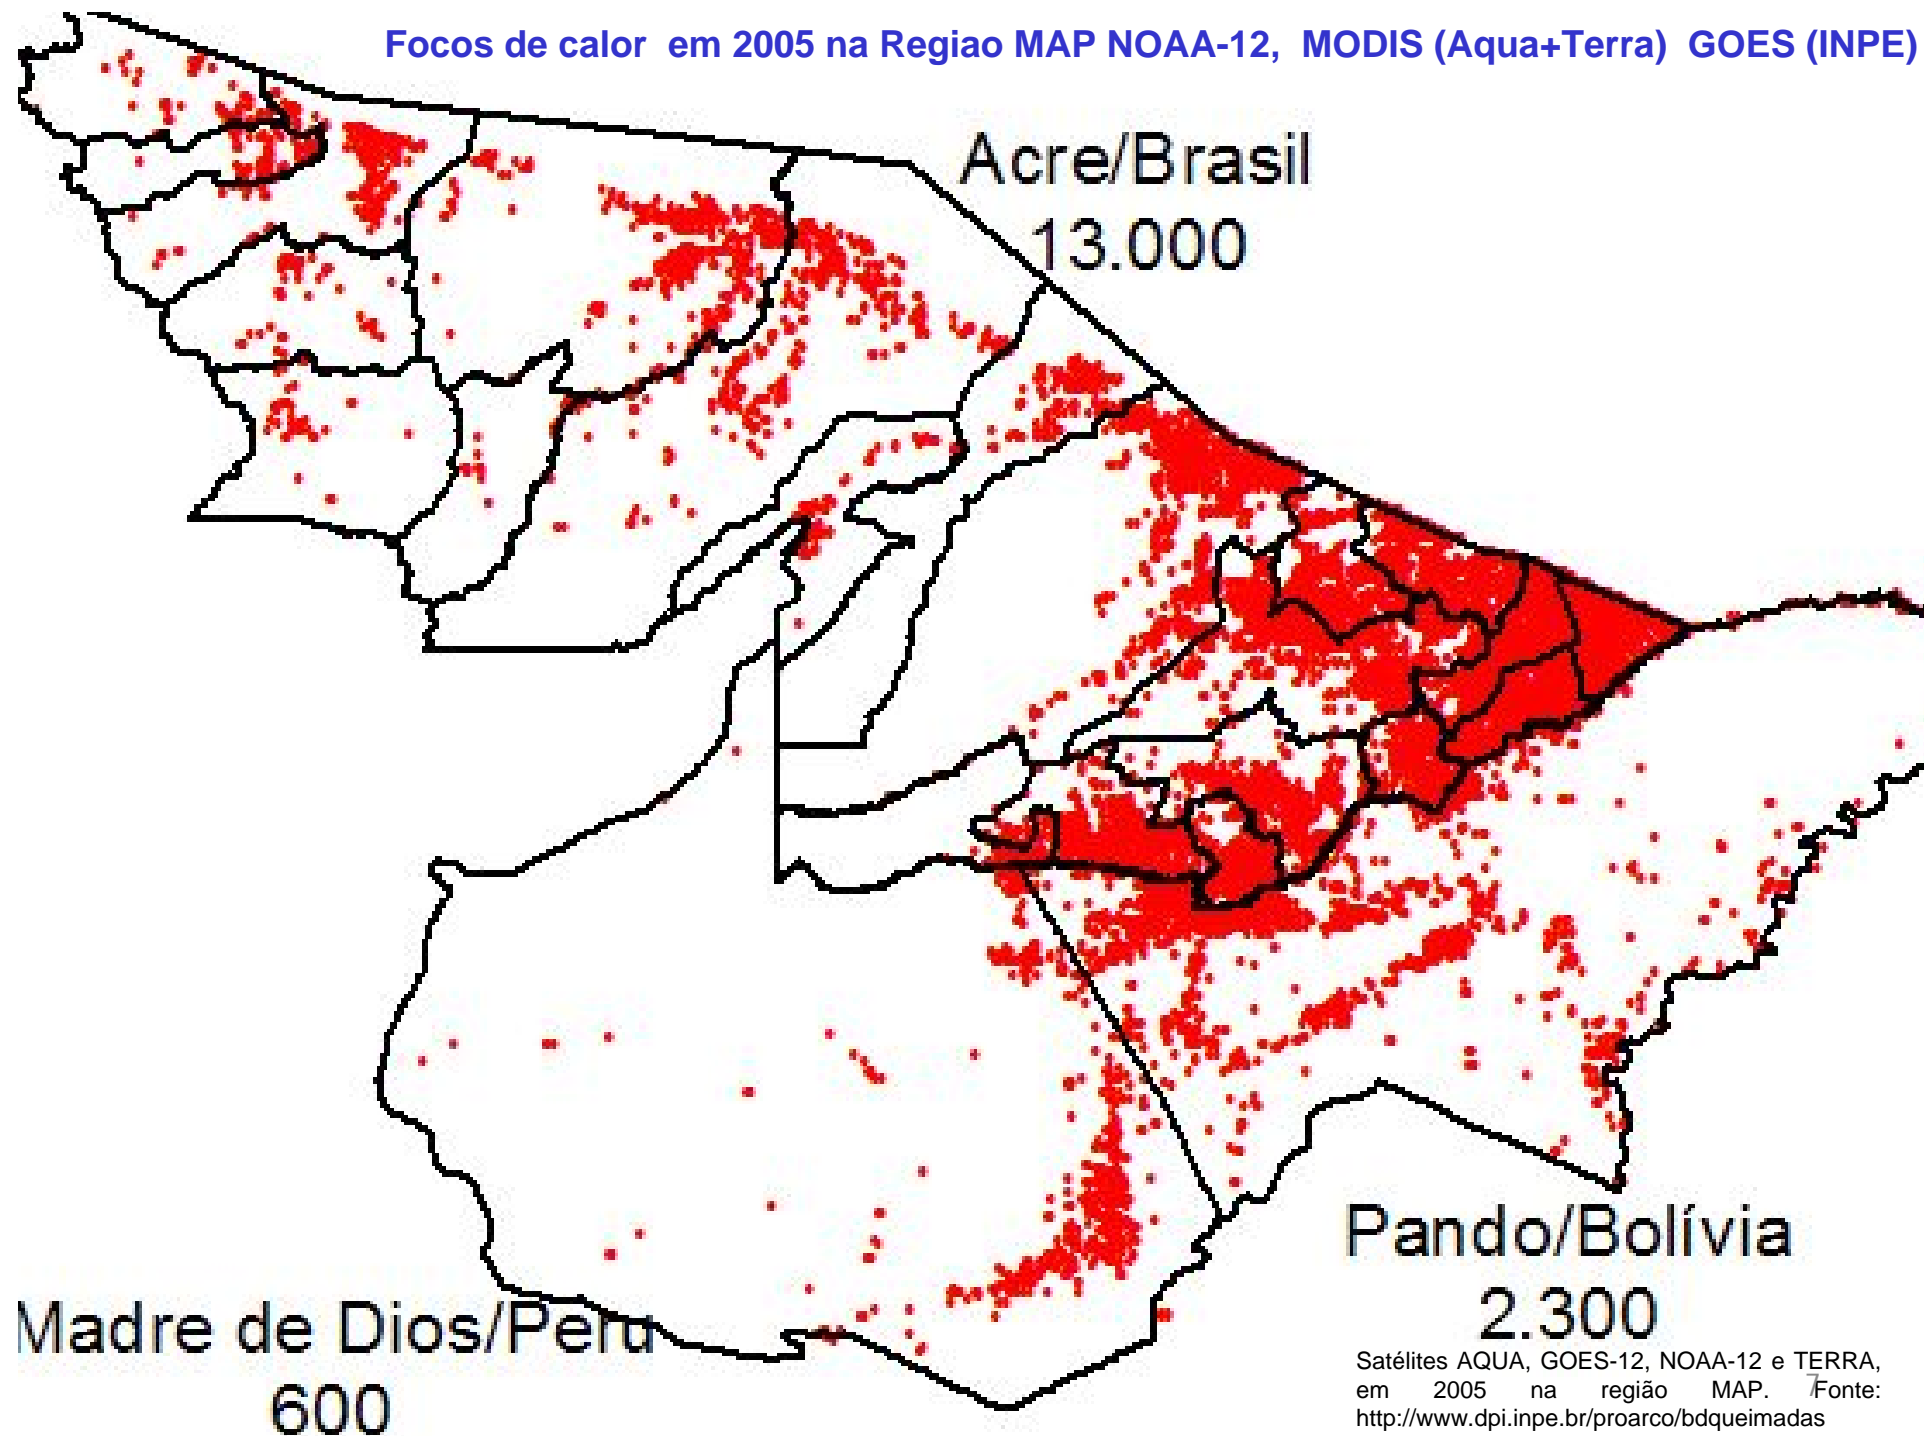 Focos de calor em 2005 na Regiao MAP NOAA-12, MODIS (Aqua+Terra) GOES (INPE)
Acre/Brasil
13.000
Pando/Bolívia
2.300
Madre de Dios/Peru
600
Satélites AQUA, GOES-12, NOAA-12 e TERRA,
em 2005 na região MAP. Fonte:
http://www.dpi.inpe.br/proarco/bdqueimadas
7